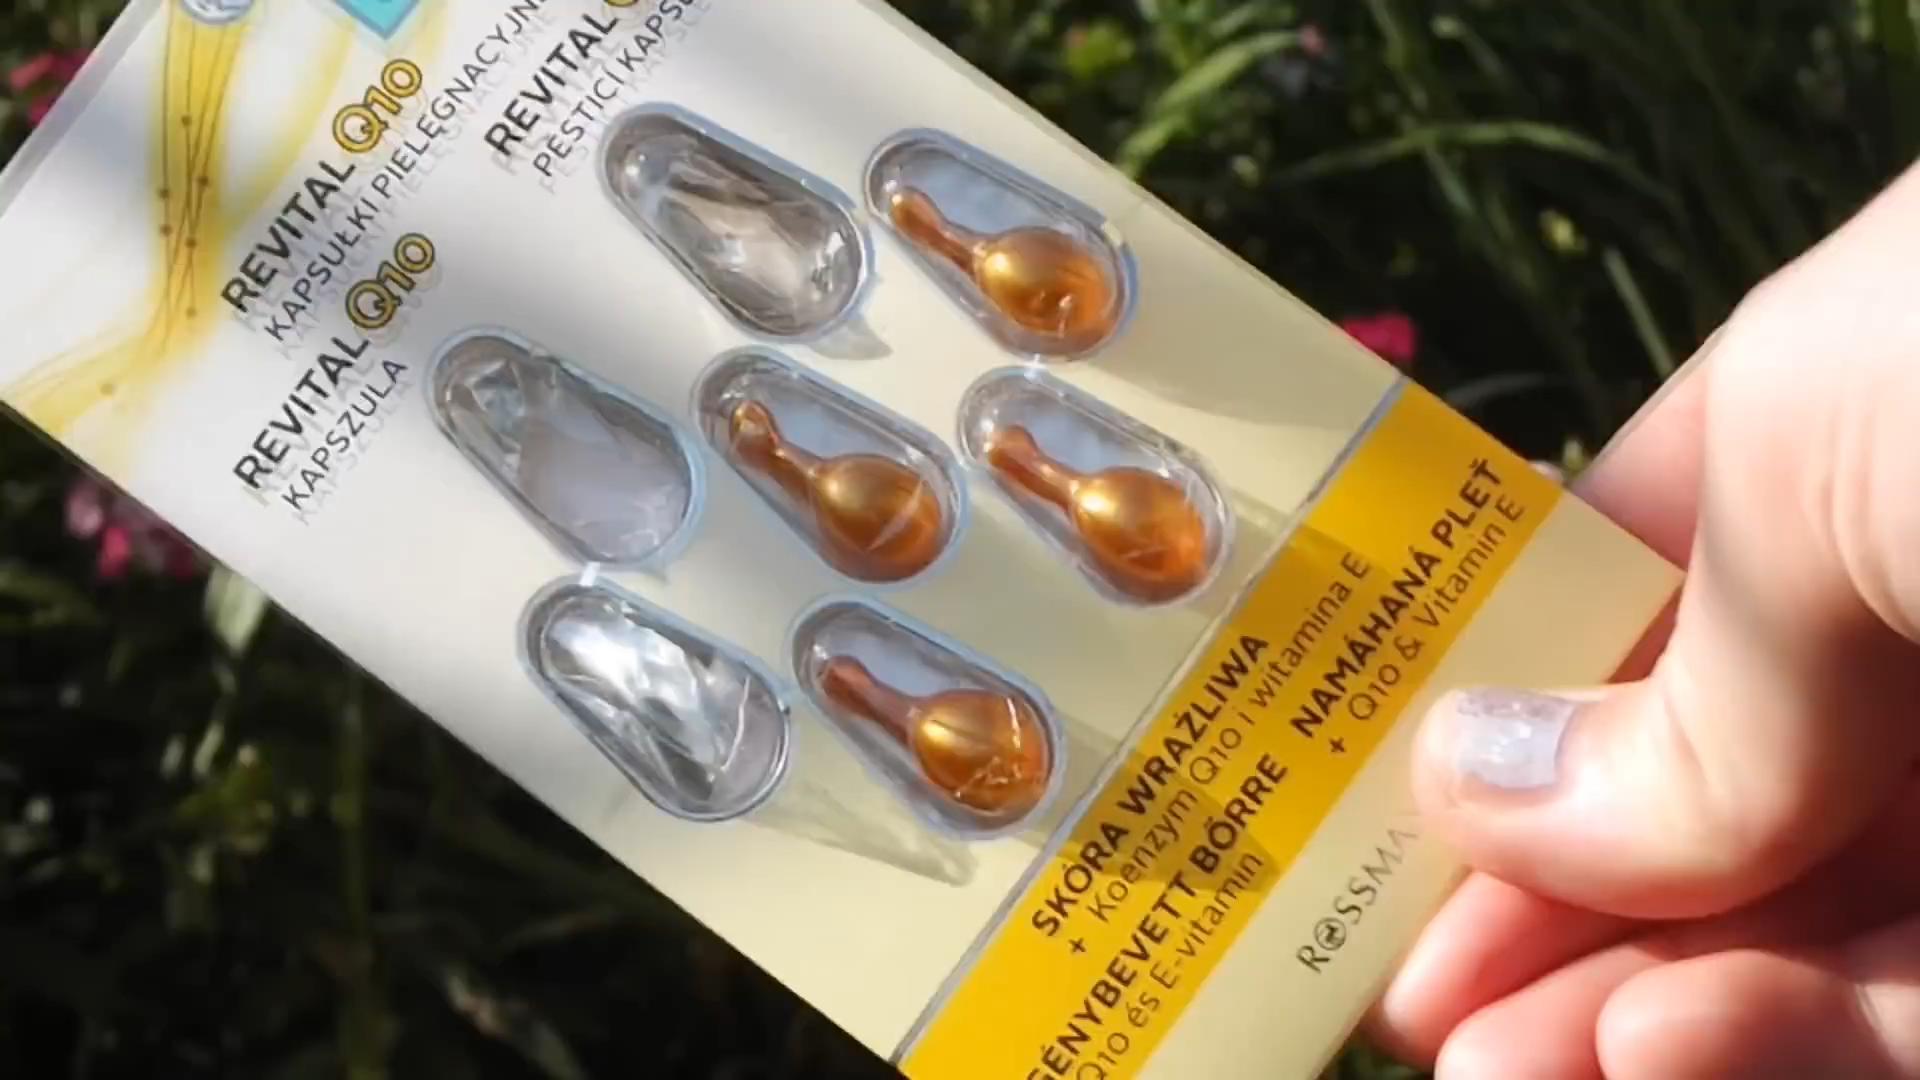 REVITAL Q10
KAPSUŁKI PIELĘGNACYJNE
REVITAL
PESTICÍ KAPSLE
REVITAL Q10
KAPSZULA
SKÓRA WRAŻLIWA
+ Koenzym Q10 i witamina E
NAMÁHANÁ PLEŤ
+ Q10 & Vitamin E
IGÉNYBEVETT BŐRRE
Q10 és E-vitamin
ROSSMA